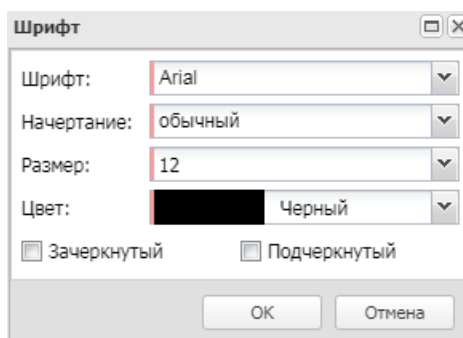 Шрифт
Шрифт: Arial
Начертание: обычный
Размер: 12
Цвет: Черный
Зачеркнутый Подчеркнутый
OK Отмена